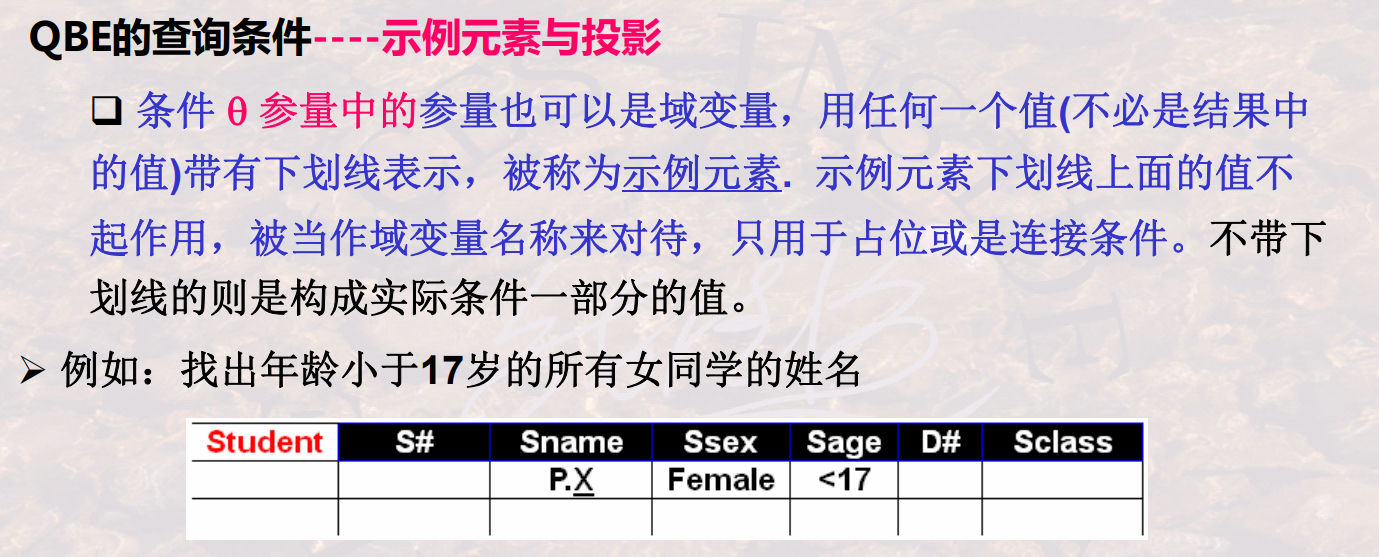 QBE的查询条件----示例元素与投影
❑ 条件 θ 参量中的参量也可以是域变量，用任何一个值(不必是结果中
的值)带有下划线表示，被称为示例元素. 示例元素下划线上面的值不
起作用，被当作域变量名称来对待，只用于占位或是连接条件。不带下
划线的则是构成实际条件一部分的值。
➢ 例如：找出年龄小于17岁的所有女同学的姓名
Student S# Sname Ssex Sage D# Sclass
P.X Female <17